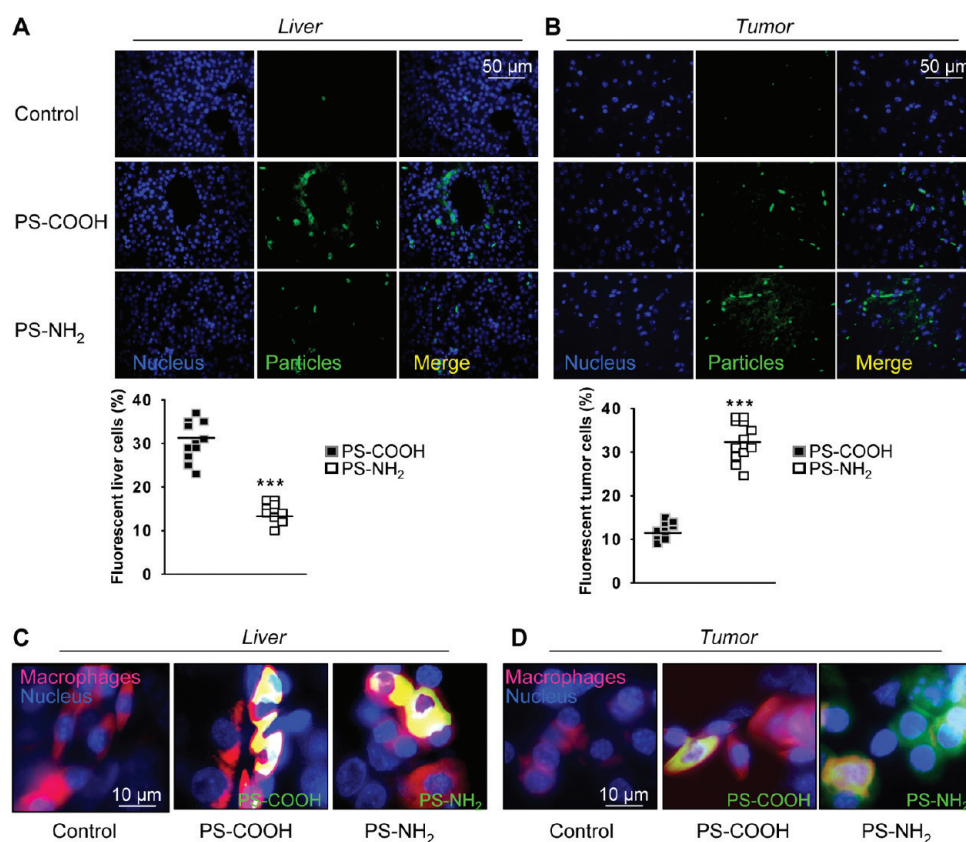 A
Liver
B
Tumor
50 µm
50 µm
Control
PS-COOH
PS-NH₂
Nucleus
Particles
Merge
Nucleus
Particles
Merge
Fluorescent liver cells (%)
40
30
20
10
0
***
PS-COOH
PS-NH₂
Fluorescent tumor cells (%)
40
30
20
10
0
***
PS-COOH
PS-NH₂
C
Liver
D
Tumor
Macrophages
Nucleus
10 µm
PS-COOH
PS-NH₂
Macrophages
Nucleus
10 µm
PS-COOH
PS-NH₂
Control
PS-COOH
PS-NH₂
Control
PS-COOH
PS-NH₂